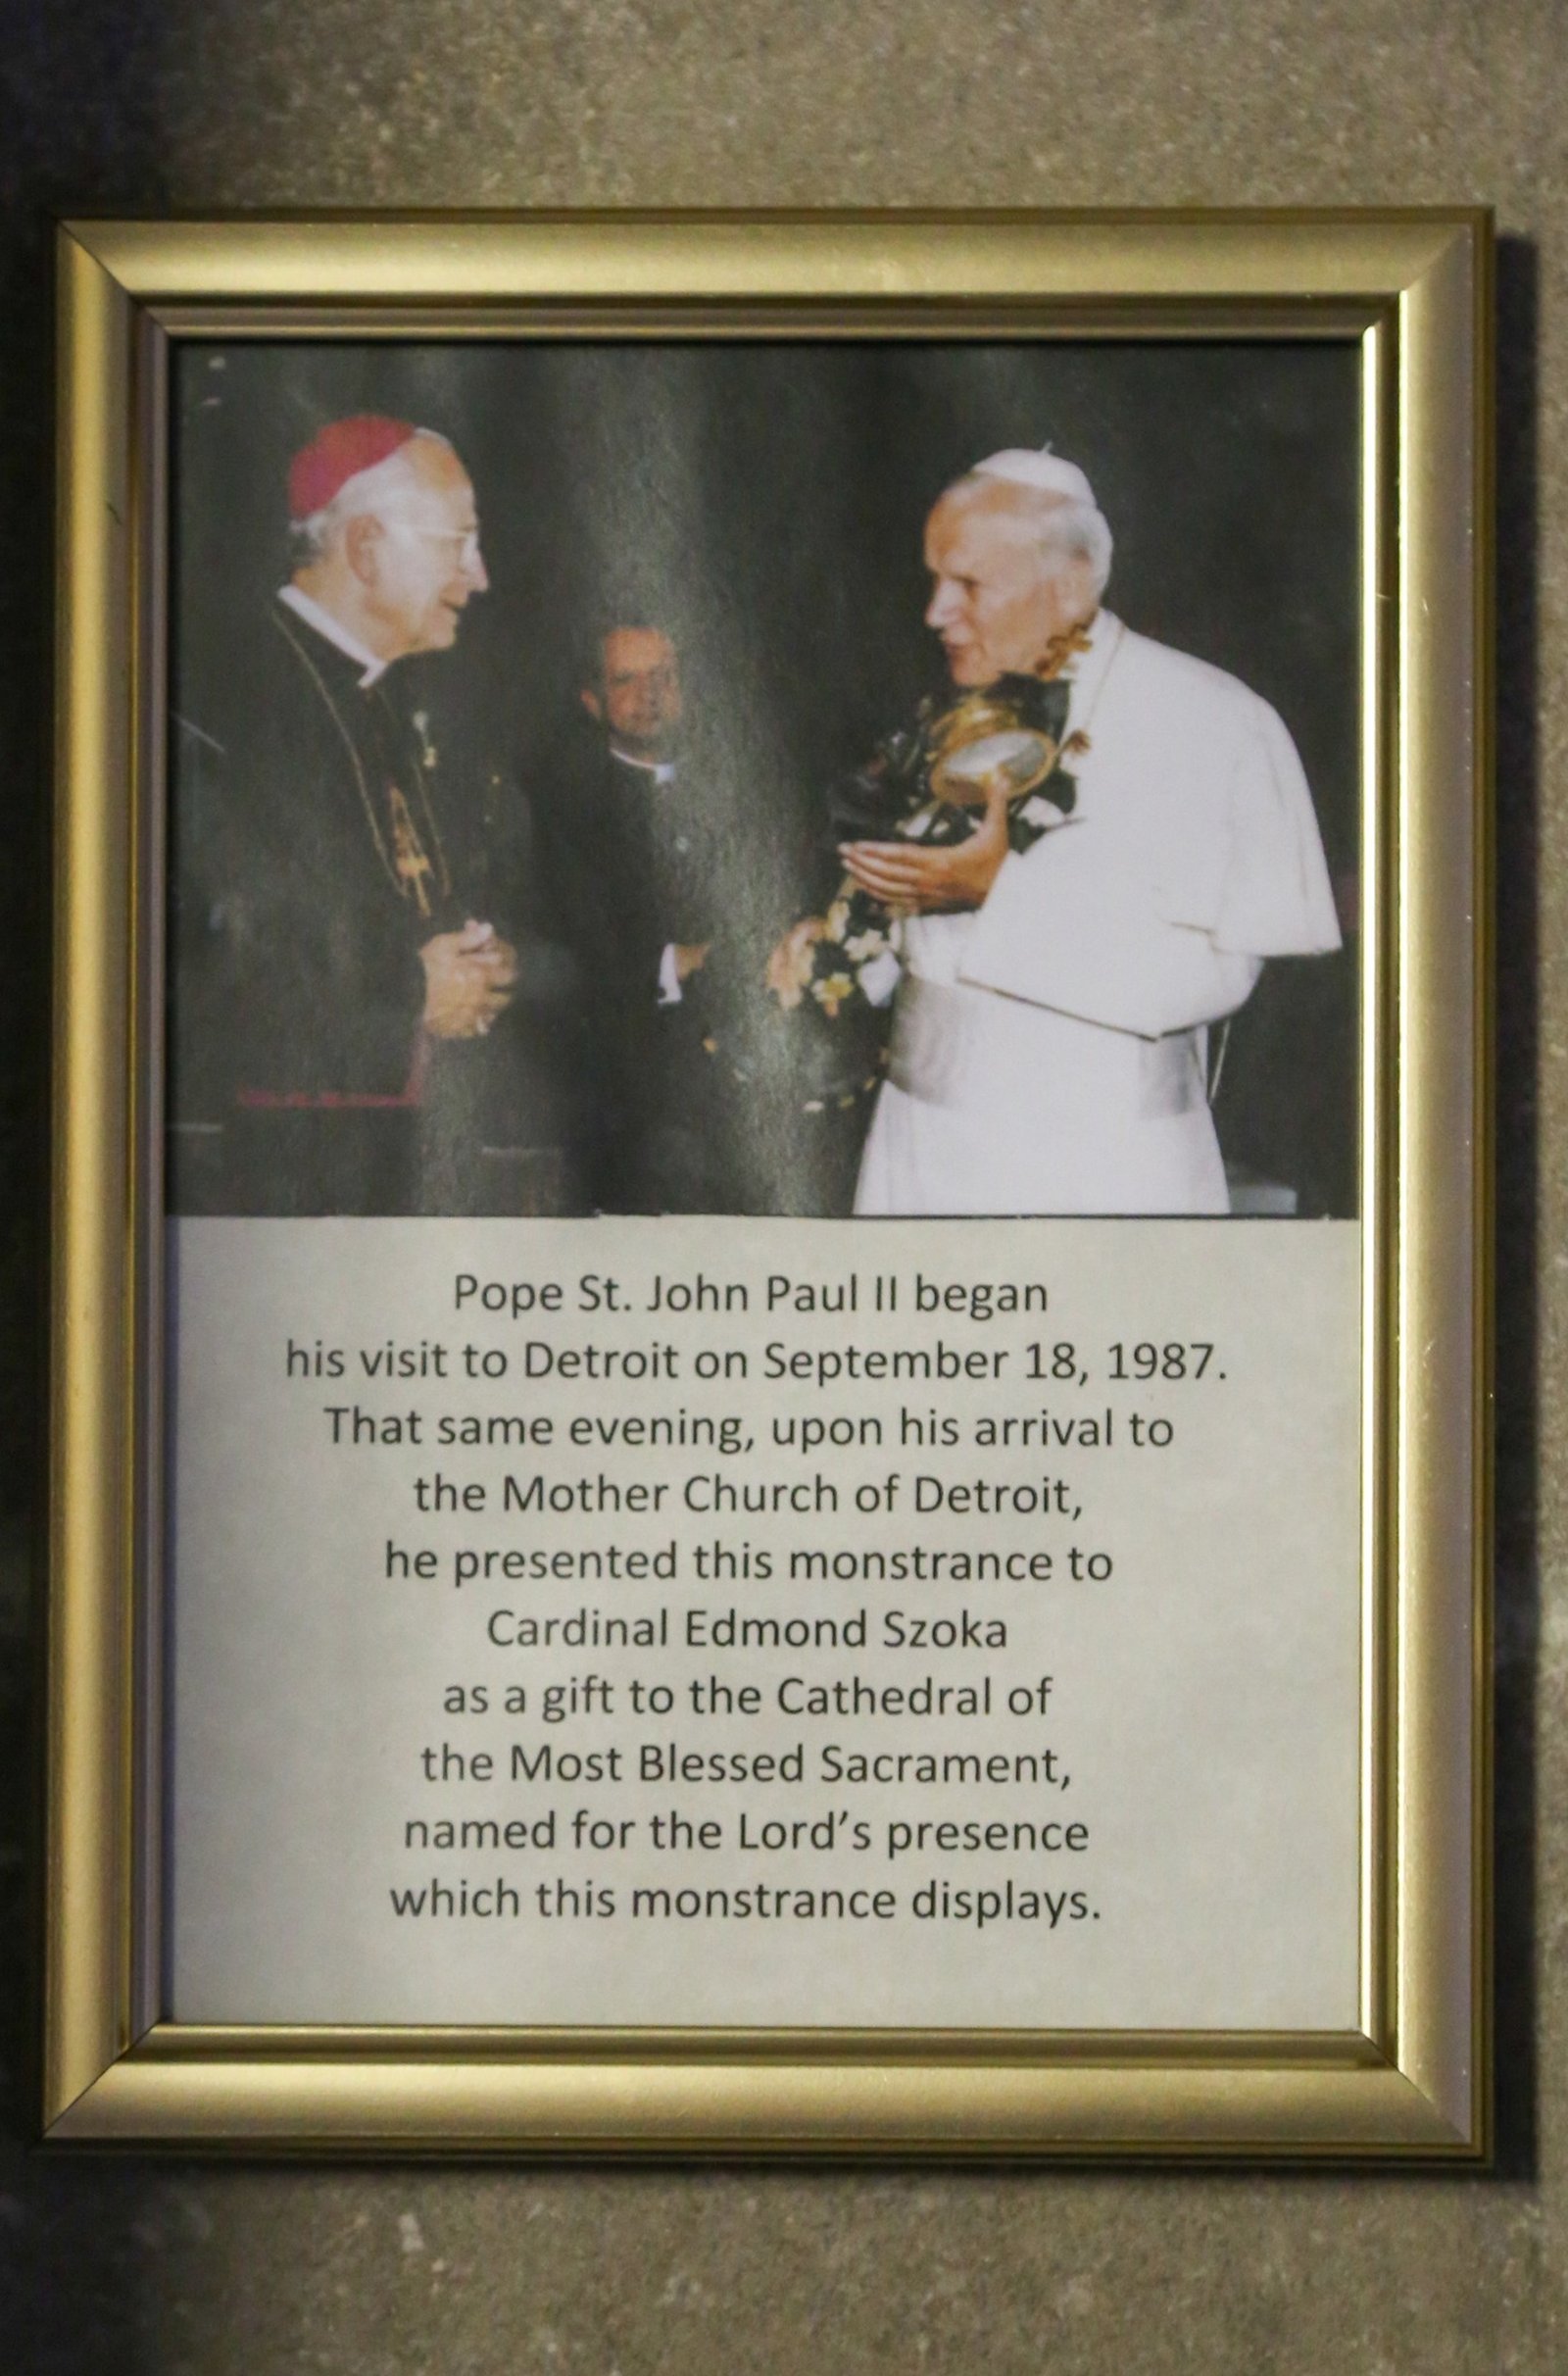 Pope St. John Paul II began
his visit to Detroit on September 18, 1987.
That same evening, upon his arrival to
the Mother Church of Detroit,
he presented this monstrance to
Cardinal Edmond Szoka
as a gift to the Cathedral of
the Most Blessed Sacrament,
named for the Lord’s presence
which this monstrance displays.